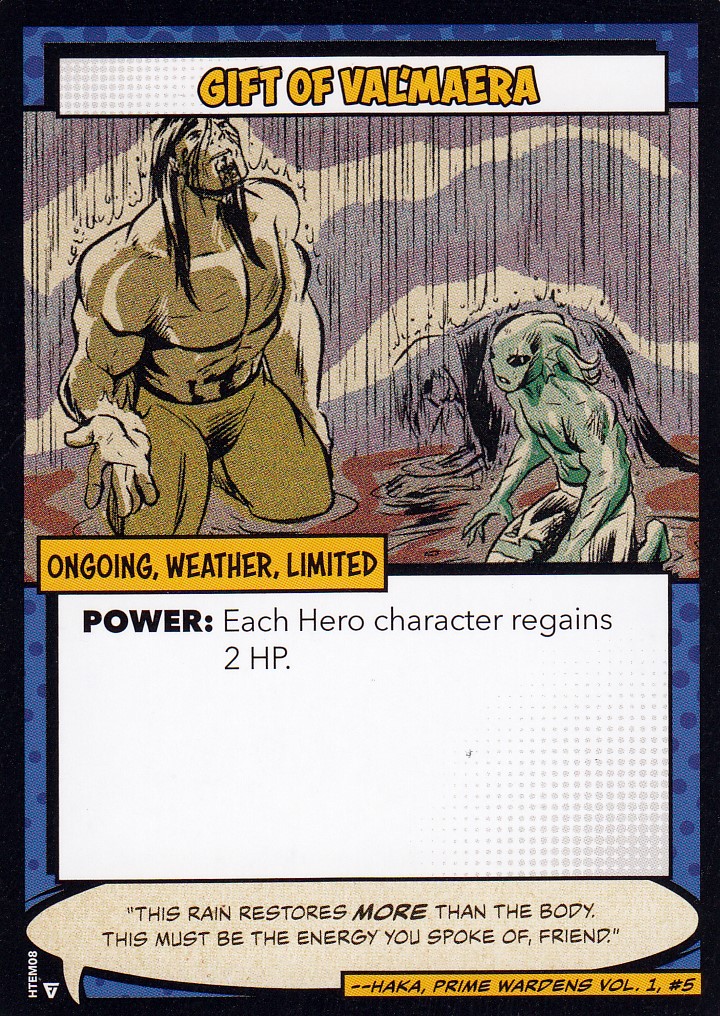 GIFT OF VAL'MAERA
ONGOING, WEATHER, LIMITED
POWER: Each Hero character regains
2 HP.
"THIS RAIN RESTORES MORE THAN THE BODY.
THIS MUST BE THE ENERGY YOU SPOKE OF, FRIEND."
--HAKA, PRIME WARDENS VOL. 1, #5
HTEM08